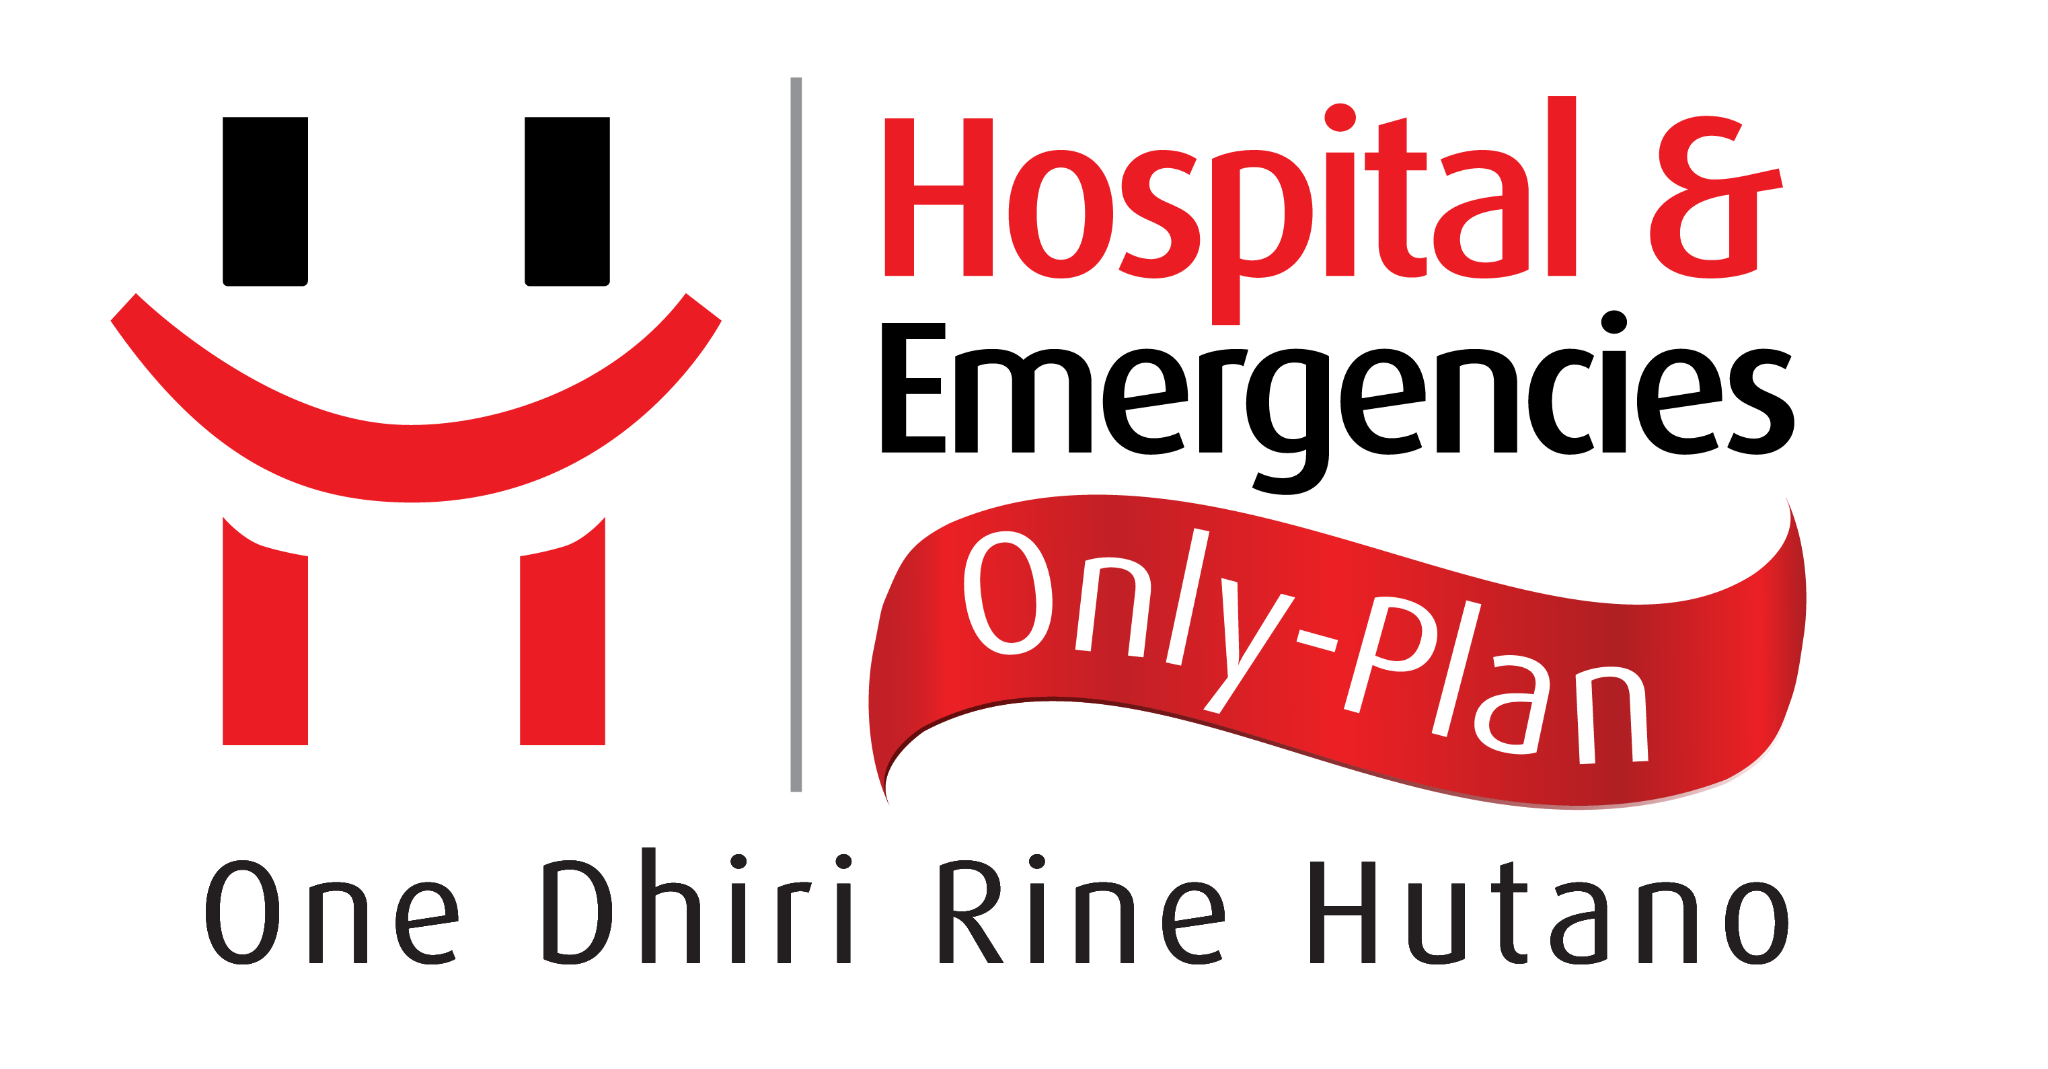 Hospital &
Emergencies
Only-Plan
One Dhiri Rine Hutano